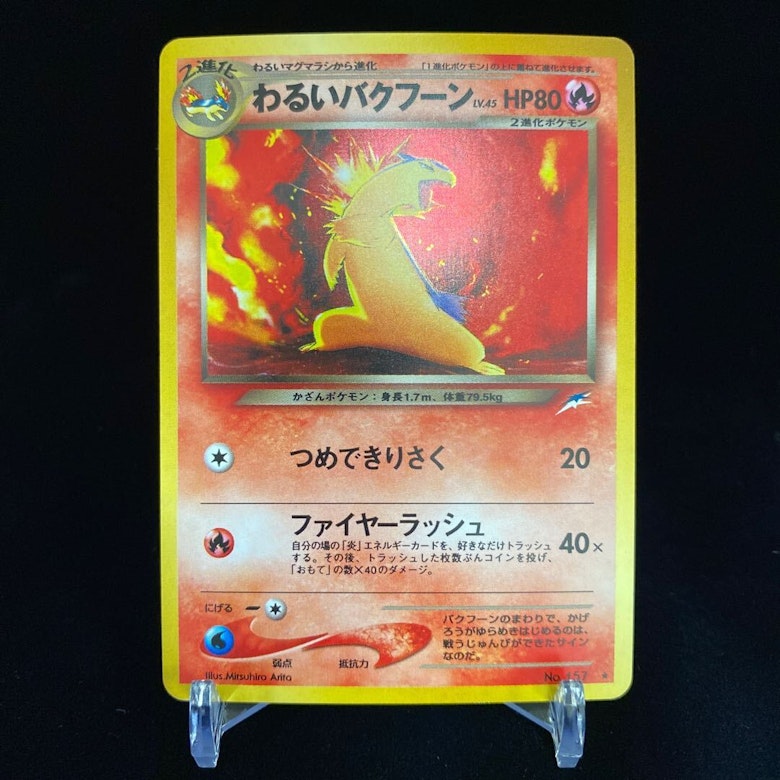 2進化
わるいマグマラシから進化
「1進化ポケモン」の上に重ねて進化させます。
わるいバクフーン LV.45 HP80
2進化ポケモン
かざんポケモン：身長1.7m、体重79.5kg
つめできりさく 20
ファイヤーラッシュ 40×
自分の場の「炎」エネルギーカードを、好きなだけトラッシュ
する。その後、トラッシュした枚数ぶんコインを投げ、
「おもて」の数×40のダメージ。
にげる
弱点 抵抗力
バクフーンのまわりで、かげ
ろうがゆらめきはじめるのは、
戦うじゅんびができたサイン
なのだ。
Illus.Mitsuhiro Arita
No.157 ★